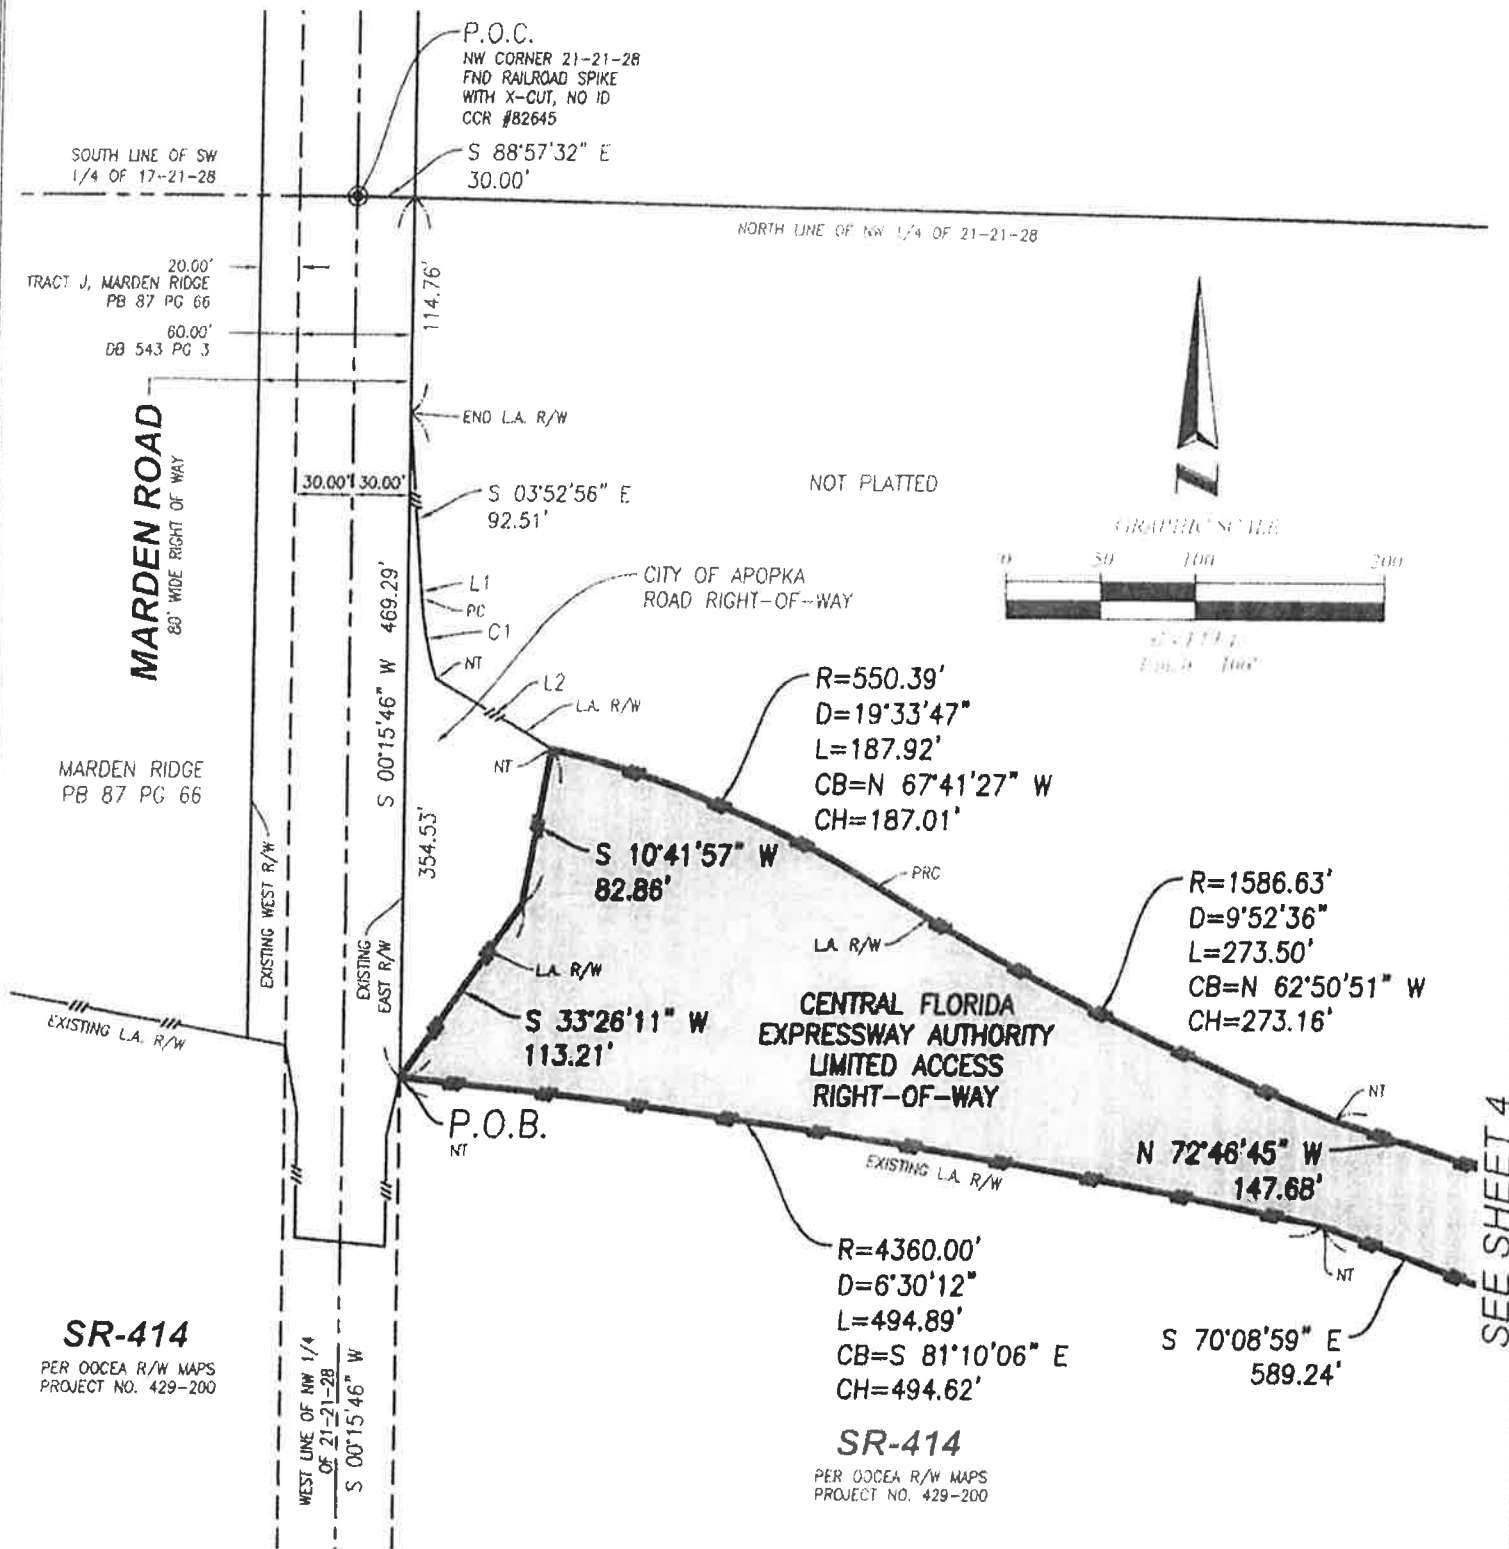 P.O.C.
NW CORNER 21-21-28
FND RAILROAD SPIKE
WITH X-CUT, NO ID
CCR #82645
S 88°57'32" E
30.00'
SOUTH LINE OF SW
1/4 OF 17-21-28
NORTH LINE OF NW 1/4 OF 21-21-28
20.00'
TRACT J, MARDEN RIDGE
PB 87 PG 66
60.00'
DB 543 PG 3
114.76'
END L.A. R/W
MARDEN ROAD
80' WIDE RIGHT OF WAY
30.00' 30.00'
S 03°52'56" E
92.51'
NOT PLATTED
GRAPHIC SCALE
0 50 100 200
L1
PC
C1
NT
L2
L.A. R/W
CITY OF APOPKA
ROAD RIGHT-OF-WAY
S 00°15'46" W 469.29'
354.53'
MARDEN RIDGE
PB 87 PG 66
NT
R=550.39'
D=19°33'47"
L=187.92'
CB=N 67°41'27" W
CH=187.01'
S 10°41'57" W
82.86'
PRC
L.A. R/W
R=1586.63'
D=9°52'36"
L=273.50'
CB=N 62°50'51" W
CH=273.16'
EXISTING WEST R/W
EXISTING
EAST R/W
L.A. R/W
S 33°26'11" W
113.21'
CENTRAL FLORIDA
EXPRESSWAY AUTHORITY
LIMITED ACCESS
RIGHT-OF-WAY
EXISTING L.A. R/W
P.O.B.
NT
NT
N 72°46'45" W
147.68'
EXISTING L.A. R/W
SEE SHEET 4
NT
R=4360.00'
D=6°30'12"
L=494.89'
CB=S 81°10'06" E
CH=494.62'
S 70°08'59" E
589.24'
SR-414
PER OOCEA R/W MAPS
PROJECT NO. 429-200
WEST LINE OF NW 1/4
OF 21-21-28
S 00°15'46" W
SR-414
PER OOCEA R/W MAPS
PROJECT NO. 429-200